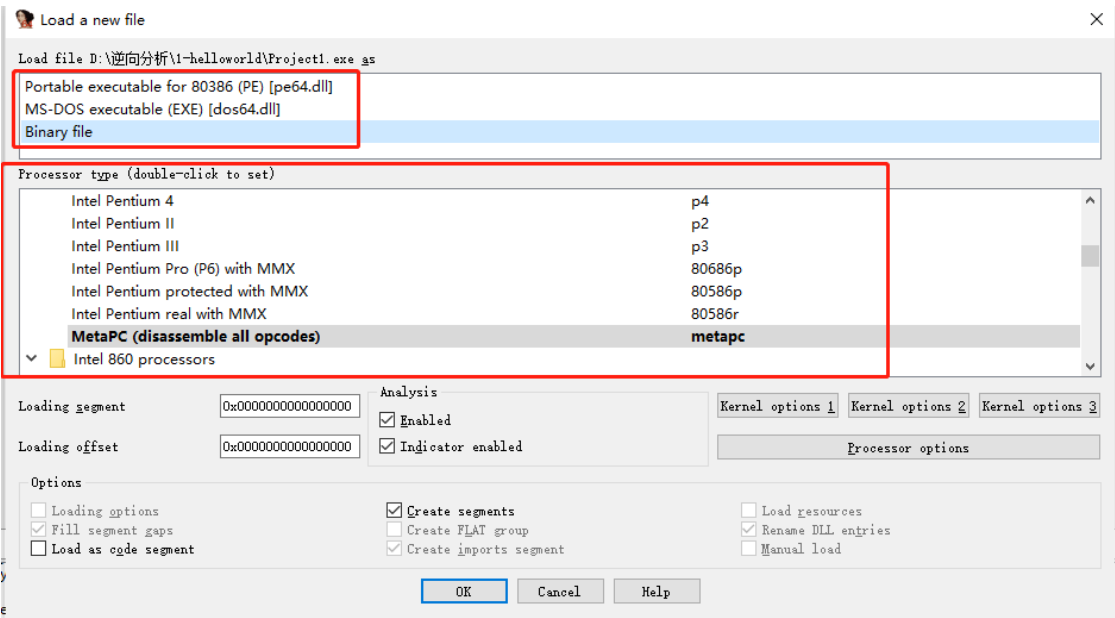 Load a new file
Load file D:\逆向分析\1-helloworld\Project1.exe as
Portable executable for 80386 (PE) [pe64.dll]
MS-DOS executable (EXE) [dos64.dll]
Binary file
Processor type (double-click to set)
Intel Pentium 4 p4
Intel Pentium II p2
Intel Pentium III p3
Intel Pentium Pro (P6) with MMX 80686p
Intel Pentium protected with MMX 80586p
Intel Pentium real with MMX 80586r
MetaPC (disassemble all opcodes) metapc
Intel 860 processors
Analysis
Loading segment 0x0000000000000000 Enabled Kernel options 1 Kernel options 2 Kernel options 3
Loading offset 0x0000000000000000 Indicator enabled Processor options
Options
Loading options Create segments Load resources
Fill segment gaps Create FLAT group Rename DLL entries
Load as code segment Create imports segment Manual load
OK Cancel Help